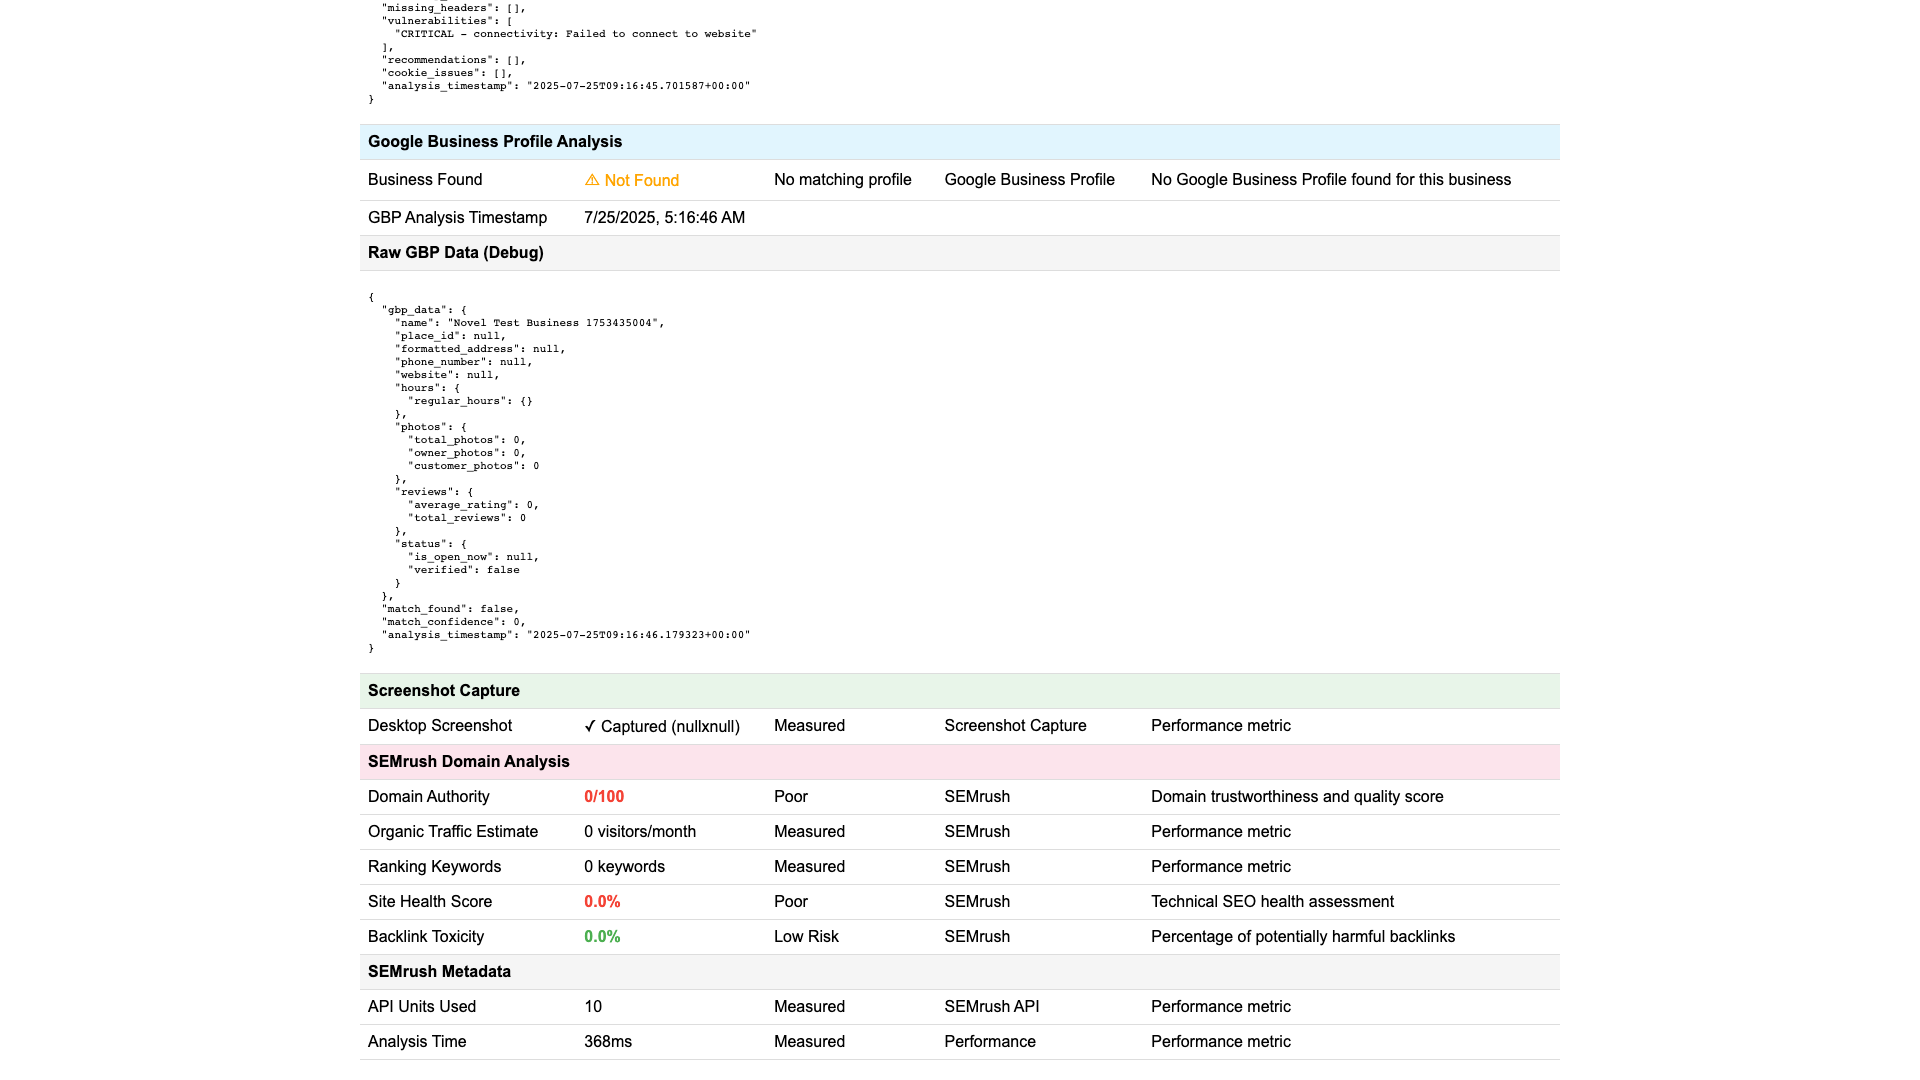 "missing_headers": [],
"vulnerabilities": [
"CRITICAL – connectivity: Failed to connect to website"
],
"recommendations": [],
"cookie_issues": [],
"analysis_timestamp": "2025-07-25T09:16:45.701587+00:00"
}
Google Business Profile Analysis
Business Found ⚠ Not Found No matching profile Google Business Profile No Google Business Profile found for this business
GBP Analysis Timestamp 7/25/2025, 5:16:46 AM
Raw GBP Data (Debug)
{
"gbp_data": {
"name": "Novel Test Business 1753435004",
"place_id": null,
"formatted_address": null,
"phone_number": null,
"website": null,
"hours": {
"regular_hours": {}
},
"photos": {
"total_photos": 0,
"owner_photos": 0,
"customer_photos": 0
},
"reviews": {
"average_rating": 0,
"total_reviews": 0
},
"status": {
"is_open_now": null,
"verified": false
}
},
"match_found": false,
"match_confidence": 0,
"analysis_timestamp": "2025-07-25T09:16:46.179323+00:00"
}
Screenshot Capture
Desktop Screenshot ✓ Captured (nullxnull) Measured Screenshot Capture Performance metric
SEMrush Domain Analysis
Domain Authority 0/100 Poor SEMrush Domain trustworthiness and quality score
Organic Traffic Estimate 0 visitors/month Measured SEMrush Performance metric
Ranking Keywords 0 keywords Measured SEMrush Performance metric
Site Health Score 0.0% Poor SEMrush Technical SEO health assessment
Backlink Toxicity 0.0% Low Risk SEMrush Percentage of potentially harmful backlinks
SEMrush Metadata
API Units Used 10 Measured SEMrush API Performance metric
Analysis Time 368ms Measured Performance Performance metric